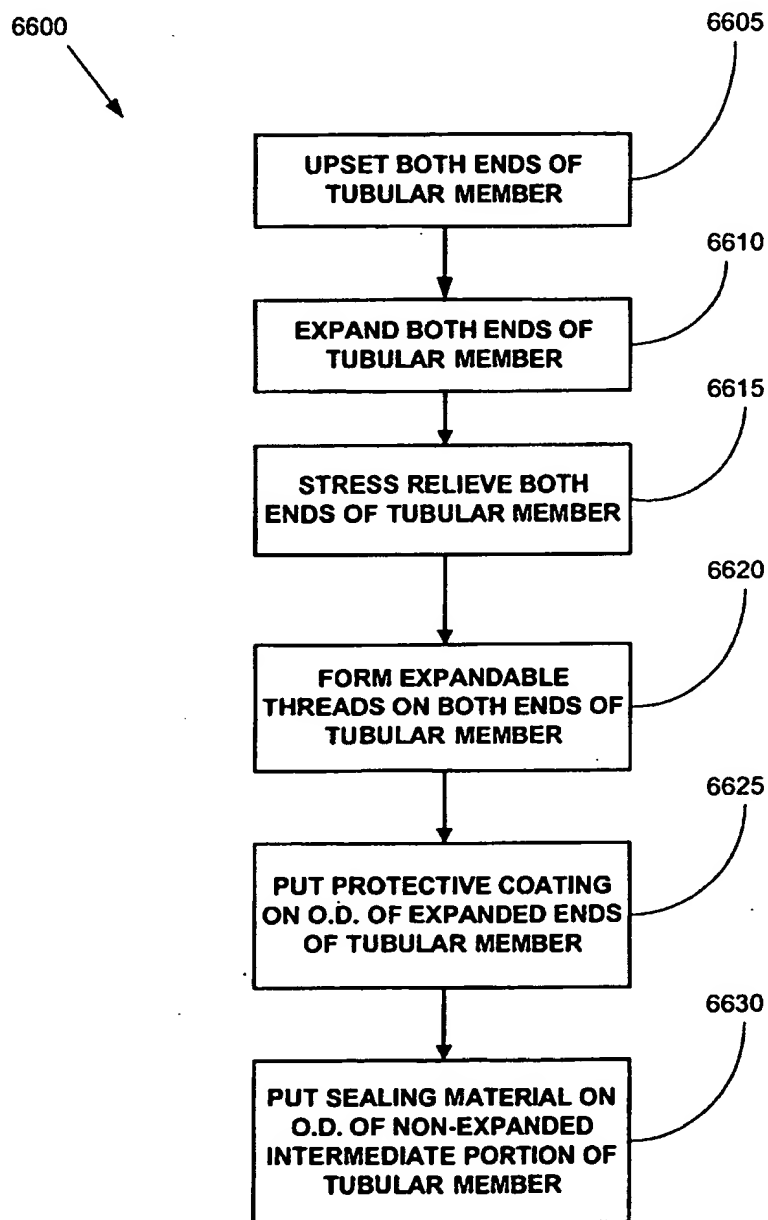 6600
6605
UPSET BOTH ENDS OF
TUBULAR MEMBER
6610
EXPAND BOTH ENDS OF
TUBULAR MEMBER
6615
STRESS RELIEVE BOTH
ENDS OF TUBULAR MEMBER
6620
FORM EXPANDABLE
THREADS ON BOTH ENDS OF
TUBULAR MEMBER
6625
PUT PROTECTIVE COATING
ON O.D. OF EXPANDED ENDS
OF TUBULAR MEMBER
6630
PUT SEALING MATERIAL ON
O.D. OF NON-EXPANDED
INTERMEDIATE PORTION OF
TUBULAR MEMBER